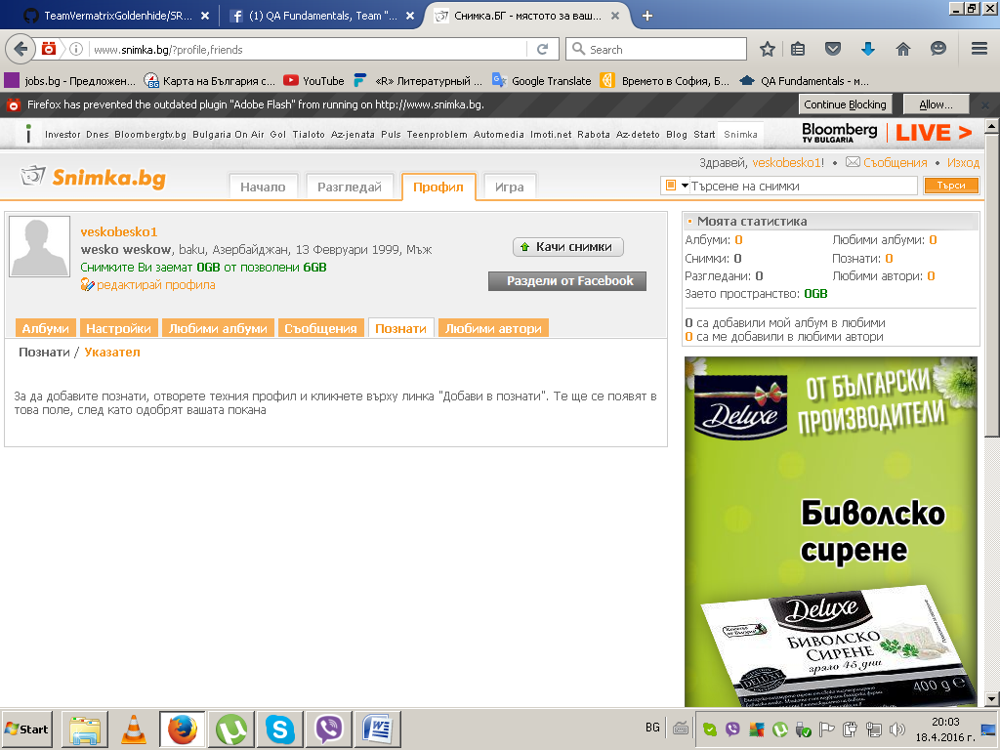 TeamVermatrixGoldenhide/SR...
(1) QA Fundamentals, Team "...
Снимка.БГ - мястото за ваш...
www.snimka.bg/?profile,friends
Search
jobs.bg - Предложен...
Карта на България с...
YouTube
«R» Литературный ...
Google Translate
Времето в София, Б...
QA Fundamentals - м...
Firefox has prevented the outdated plugin "Adobe Flash" from running on http://www.snimka.bg.
Continue Blocking
Allow...
i
Investor Dnes Bloombergtv.bg Bulgaria On Air Gol Tialoto Az-jenata Puls Teenproblem Automedia Imoti.net Rabota Az-deteto Blog Start Snimka
Bloomberg
TV BULGARIA
LIVE >
Здравей, veskobesko1! • Съобщения • Изход
Snimka.bg
Начало
Разгледай
Профил
Игра
Търсене на снимки
Търси
veskobesko1
wesko weskow, baku, Азербайджан, 13 Февруари 1999, Мъж
Снимките Ви заемат 0GB от позволени 6GB
редактирай профила
Качи снимки
Раздели от Facebook
Албуми
Настройки
Любими албуми
Съобщения
Познати
Любими автори
Познати / Указател
За да добавите познати, отворете техния профил и кликнете върху линка "Добави в познати". Те ще се появят в
това поле, след като одобрят вашата покана
Моята статистика
Албуми: 0
Любими албуми: 0
Снимки: 0
Познати: 0
Разгледани: 0
Любими автори: 0
Заето пространство: 0GB
0 са добавили мой албум в любими
0 са ме добавили в любими автори
Deluxe
ОТ БЪЛГАРСКИ
ПРОИЗВОДИТЕЛИ
Биволско
сирене
Deluxe
БИВОЛСКО
СИРЕНЕ
зряло 45 дни
DELUXE
400 g e
Start
BG
20:03
18.4.2016 г.